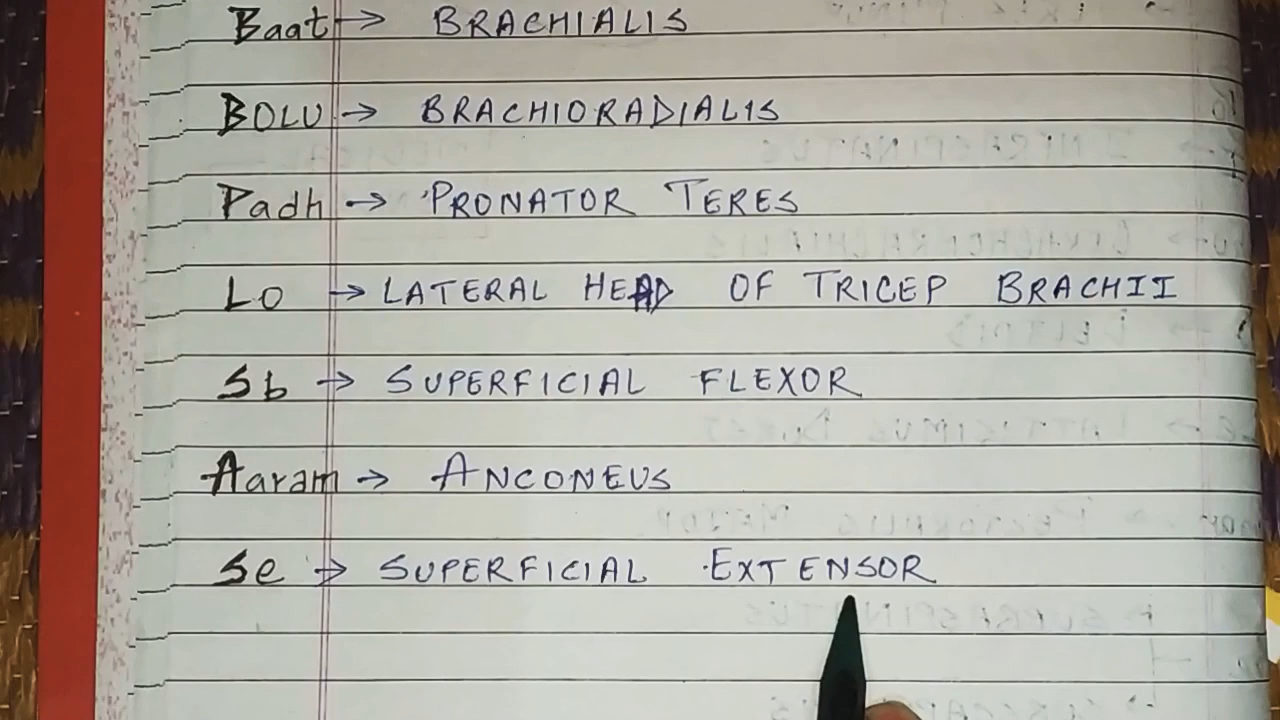 Baat → BRACHIALIS
BOLU → BRACHIORADIALIS
Padh → PRONATOR TERES
Lo → LATERAL HEAD OF TRICEP BRACHII
Sb → SUPERFICIAL FLEXOR
Aaram → ANCONEUS
Se → SUPERFICIAL EXTENSOR